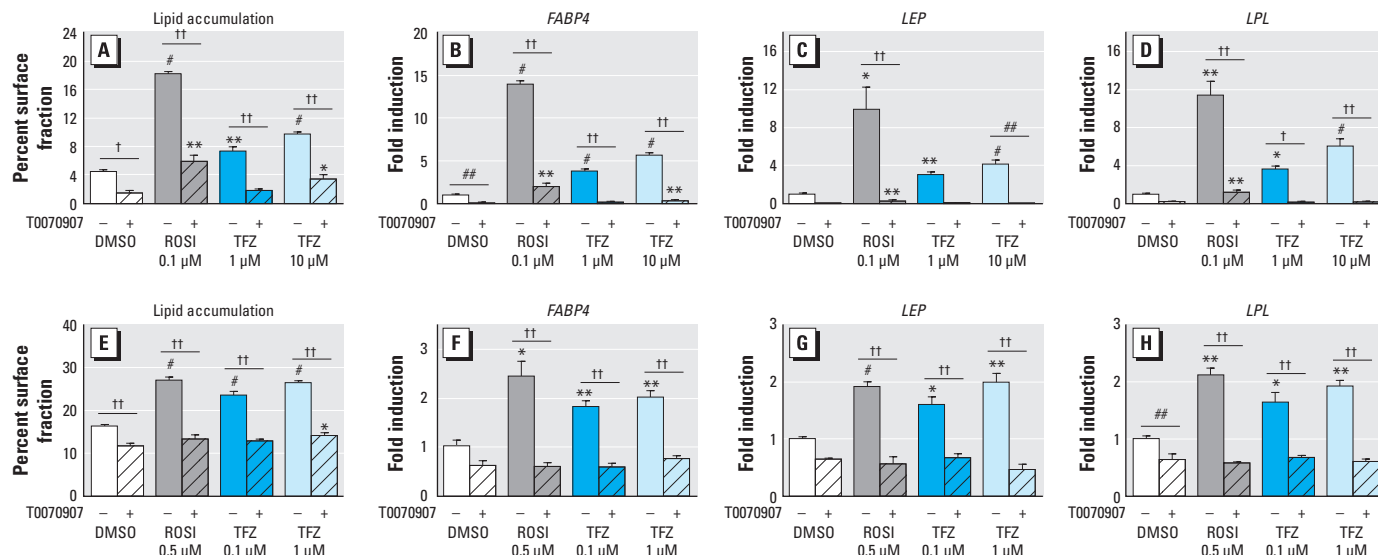 Lipid accumulation
Percent surface
fraction
24
20
16
12
8
4
0
A
†
#
††
**
**
††
#
††
*
T0070907
– + – + – + – +
DMSO ROSI TFZ TFZ
0.1 µM 1 µM 10 µM
FABP4
Fold induction
20
15
10
5
0
B
##
#
††
**
#
††
#
††
**
T0070907
– + – + – + – +
DMSO ROSI TFZ TFZ
0.1 µM 1 µM 10 µM
LEP
Fold induction
16
12
8
4
0
C
*
††
**
**
#
##
T0070907
– + – + – + – +
DMSO ROSI TFZ TFZ
0.1 µM 1 µM 10 µM
LPL
Fold induction
16
12
8
4
0
D
**
††
**
*
†
#
††
T0070907
– + – + – + – +
DMSO ROSI TFZ TFZ
0.1 µM 1 µM 10 µM
Lipid accumulation
Percent surface
fraction
40
30
20
10
0
E
††
#
††
#
††
#
††
*
T0070907
– + – + – + – +
DMSO ROSI TFZ TFZ
0.5 µM 0.1 µM 1 µM
FABP4
Fold induction
3
2
1
0
F
*
††
**
††
**
††
T0070907
– + – + – + – +
DMSO ROSI TFZ TFZ
0.5 µM 0.1 µM 1 µM
LEP
Fold induction
3
2
1
0
G
#
††
*
††
**
††
T0070907
– + – + – + – +
DMSO ROSI TFZ TFZ
0.5 µM 0.1 µM 1 µM
LPL
Fold induction
3
2
1
0
H
##
**
††
*
††
**
††
T0070907
– + – + – + – +
DMSO ROSI TFZ TFZ
0.5 µM 0.1 µM 1 µM